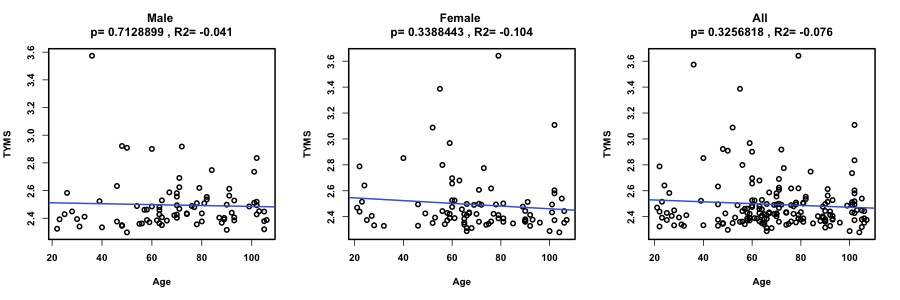 Male
p= 0.7128899 , R2= -0.041
TYMS
3.6
3.4
3.2
3.0
2.8
2.6
2.4
20 40 60 80 100
Age
Female
p= 0.3388443 , R2= -0.104
TYMS
3.6
3.4
3.2
3.0
2.8
2.6
2.4
20 40 60 80 100
Age
All
p= 0.3256818 , R2= -0.076
TYMS
3.6
3.4
3.2
3.0
2.8
2.6
2.4
20 40 60 80 100
Age